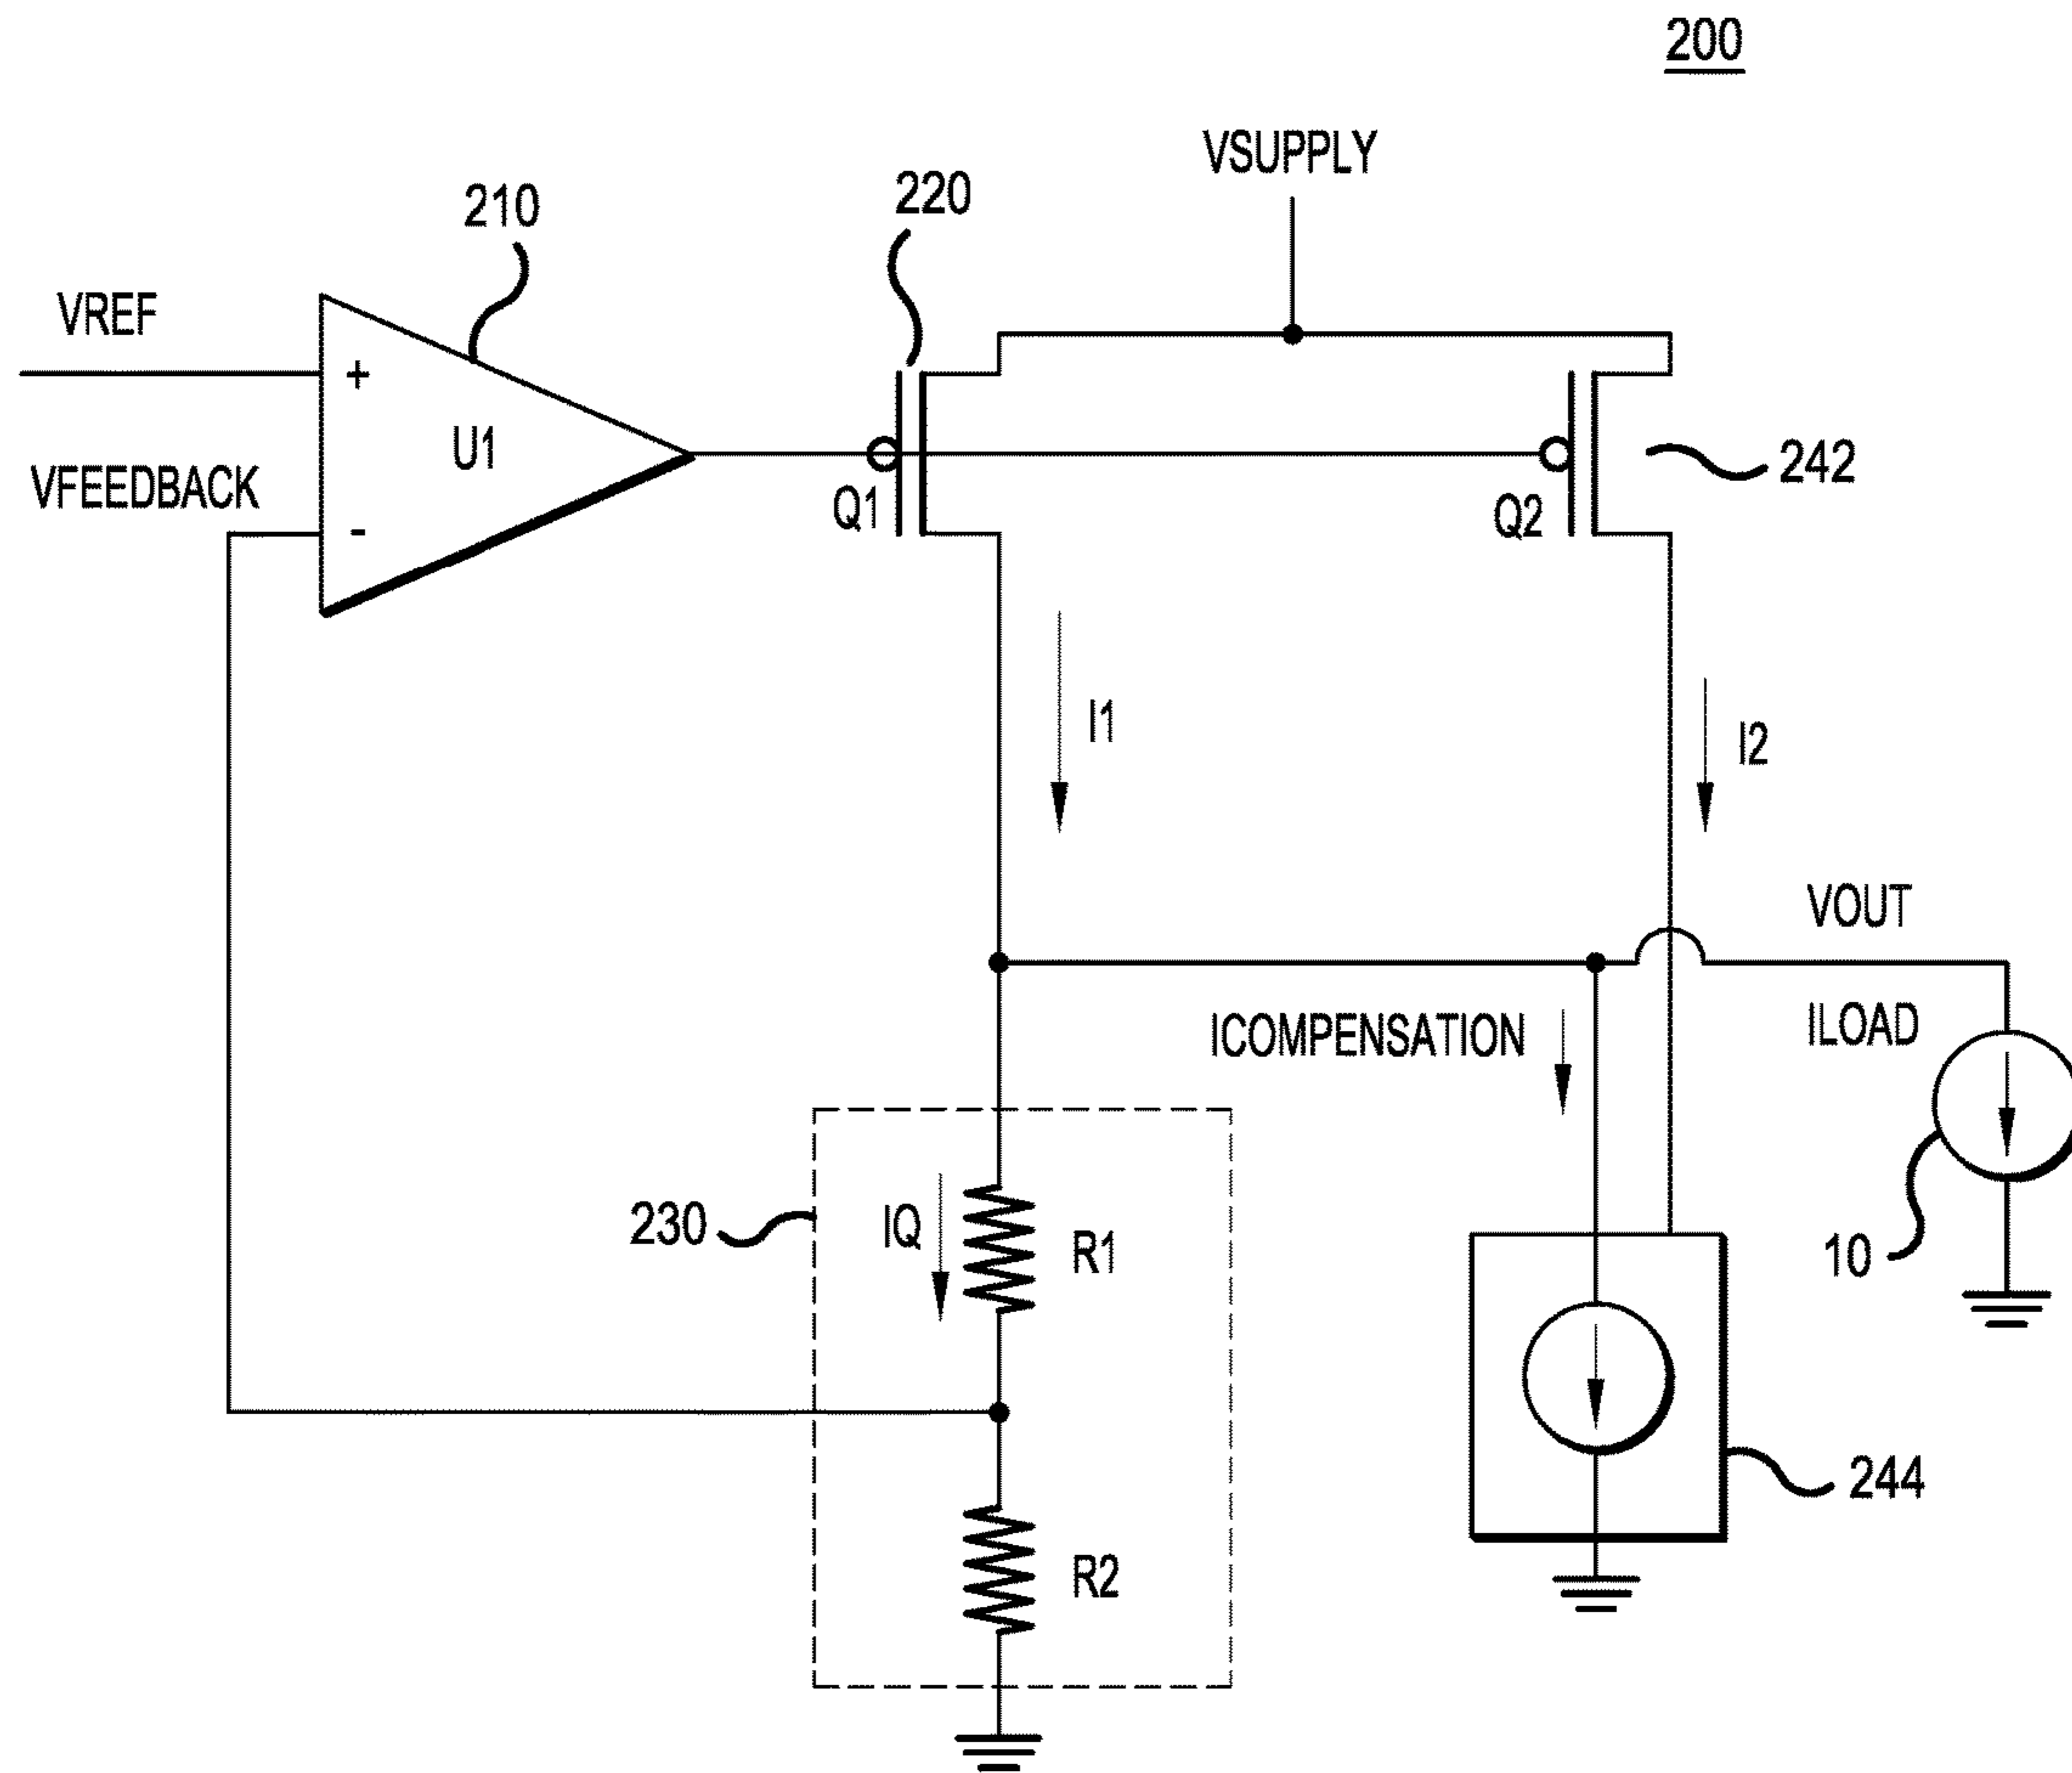 200
VSUPPLY
220
210
VREF
+
U1
VFEEDBACK
-
Q1
Q2
242
I1
I2
VOUT
ICOMPENSATION
ILOAD
230
IQ
R1
10
244
R2